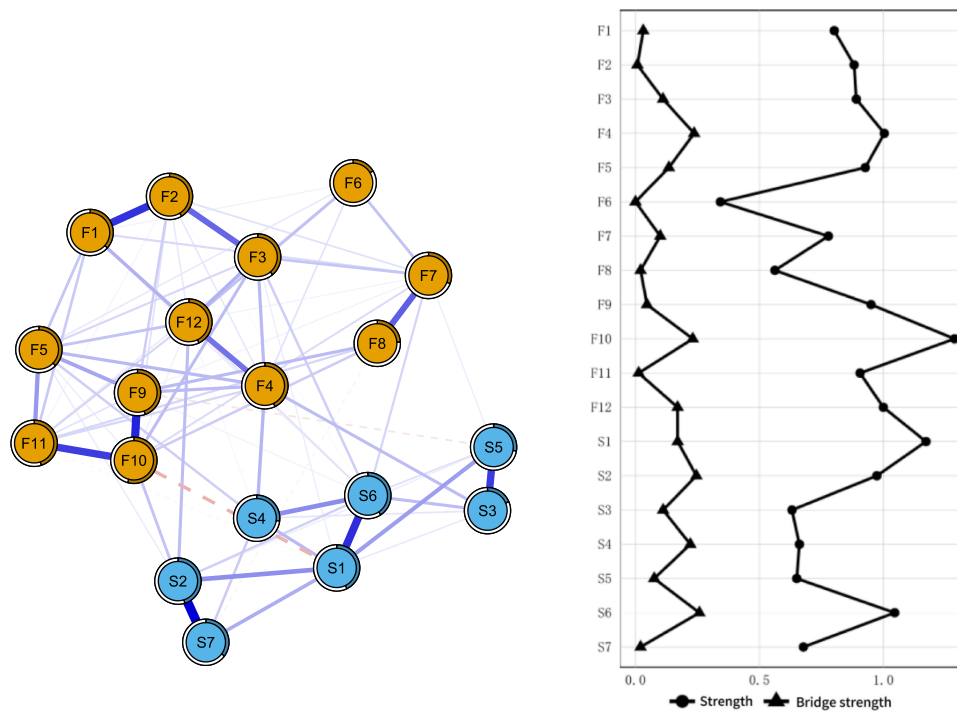 F6
F2
F1
F3
F7
F12
F8
F5
F4
F9
F11
F10
S5
S6
S3
S4
S1
S2
S7
F1
F2
F3
F4
F5
F6
F7
F8
F9
F10
F11
F12
S1
S2
S3
S4
S5
S6
S7
0.0 0.5 1.0
Strength Bridge strength